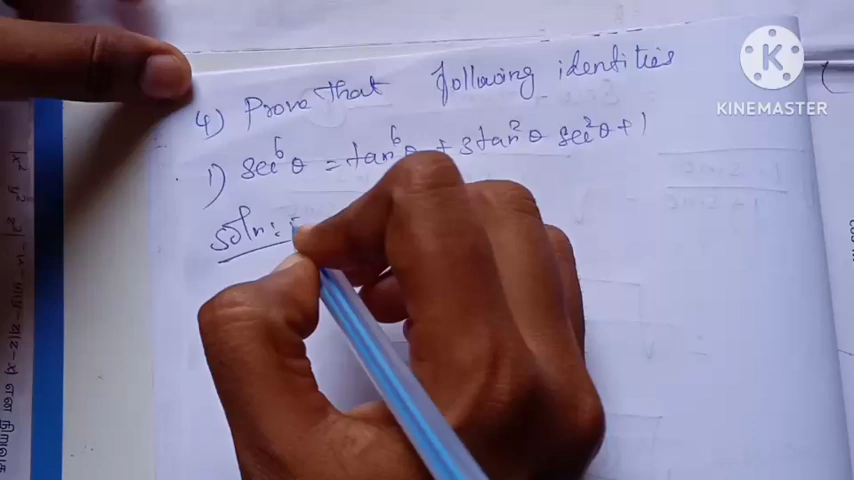 4) Prove that following identities
1) sec⁶θ = tan⁶θ + 3tan²θ sec²θ + 1
Soln:
KINEMASTER